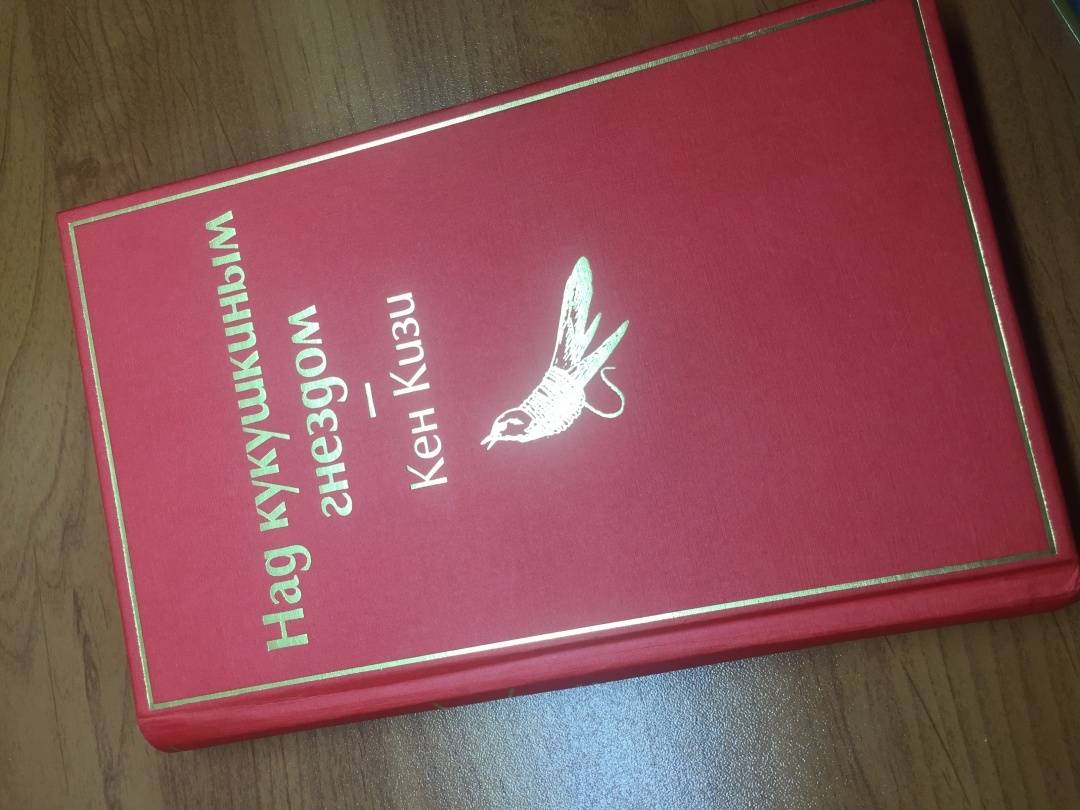 Над кукушкиным
гнездом
—
Кен Кизи